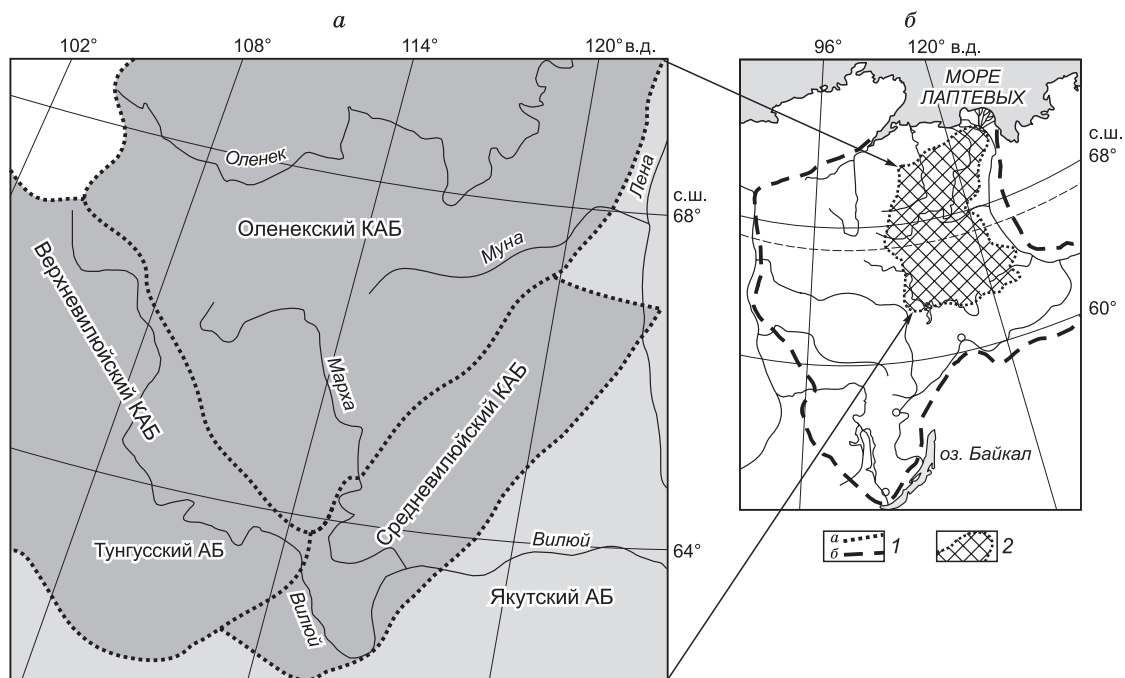 а
102°
108°
114°
120° в.д.
Оленек
Лена
с.ш.
68°
Оленекский КАБ
Муна
Верхневилюйский КАБ
Марха
Средневилюйский КАБ
Тунгусский АБ
Вилюй
64°
Вилюй
Якутский АБ
б
96°
120° в.д.
МОРЕ
ЛАПТЕВЫХ
с.ш.
68°
60°
оз. Байкал
а
б
1
2